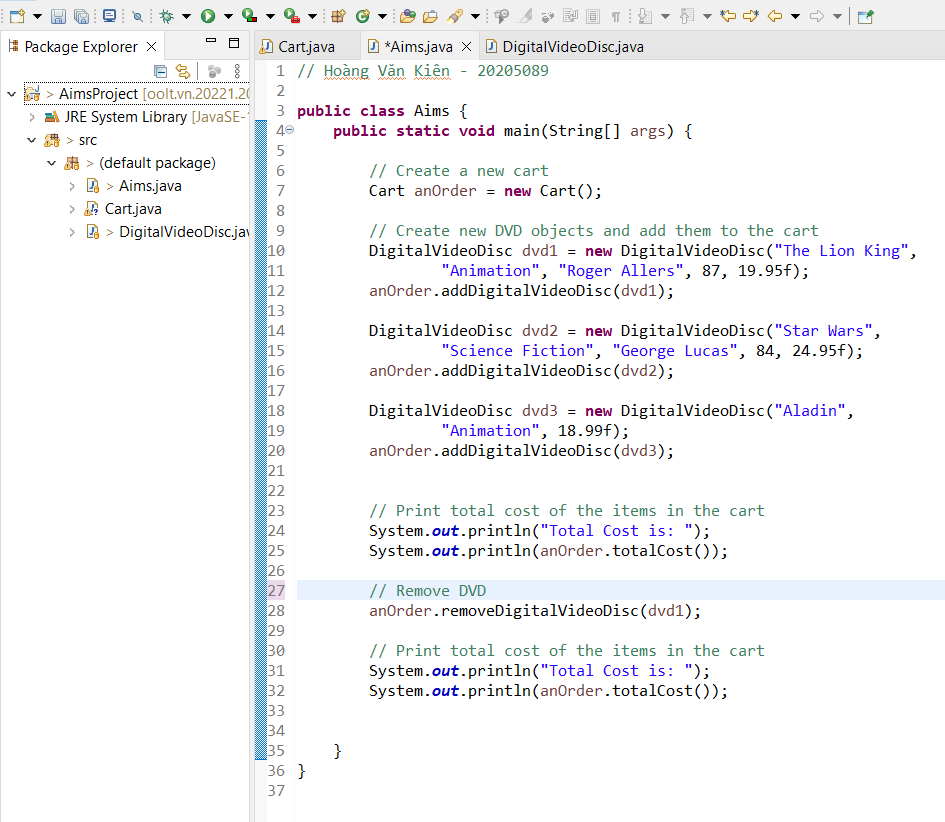 Package Explorer
> AimsProject [oolt.vn.20221.20
JRE System Library [JavaSE-1
> src
> (default package)
> Aims.java
Cart.java
> DigitalVideoDisc.jav
Cart.java
*Aims.java
DigitalVideoDisc.java
1 // Hoàng Văn Kiên - 20205089
2
3 public class Aims {
4 public static void main(String[] args) {
5
6 // Create a new cart
7 Cart anOrder = new Cart();
8
9 // Create new DVD objects and add them to the cart
10 DigitalVideoDisc dvd1 = new DigitalVideoDisc("The Lion King",
11 "Animation", "Roger Allers", 87, 19.95f);
12 anOrder.addDigitalVideoDisc(dvd1);
13
14 DigitalVideoDisc dvd2 = new DigitalVideoDisc("Star Wars",
15 "Science Fiction", "George Lucas", 84, 24.95f);
16 anOrder.addDigitalVideoDisc(dvd2);
17
18 DigitalVideoDisc dvd3 = new DigitalVideoDisc("Aladin",
19 "Animation", 18.99f);
20 anOrder.addDigitalVideoDisc(dvd3);
21
22
23 // Print total cost of the items in the cart
24 System.out.println("Total Cost is: ");
25 System.out.println(anOrder.totalCost());
26
27 // Remove DVD
28 anOrder.removeDigitalVideoDisc(dvd1);
29
30 // Print total cost of the items in the cart
31 System.out.println("Total Cost is: ");
32 System.out.println(anOrder.totalCost());
33
34
35 }
36 }
37